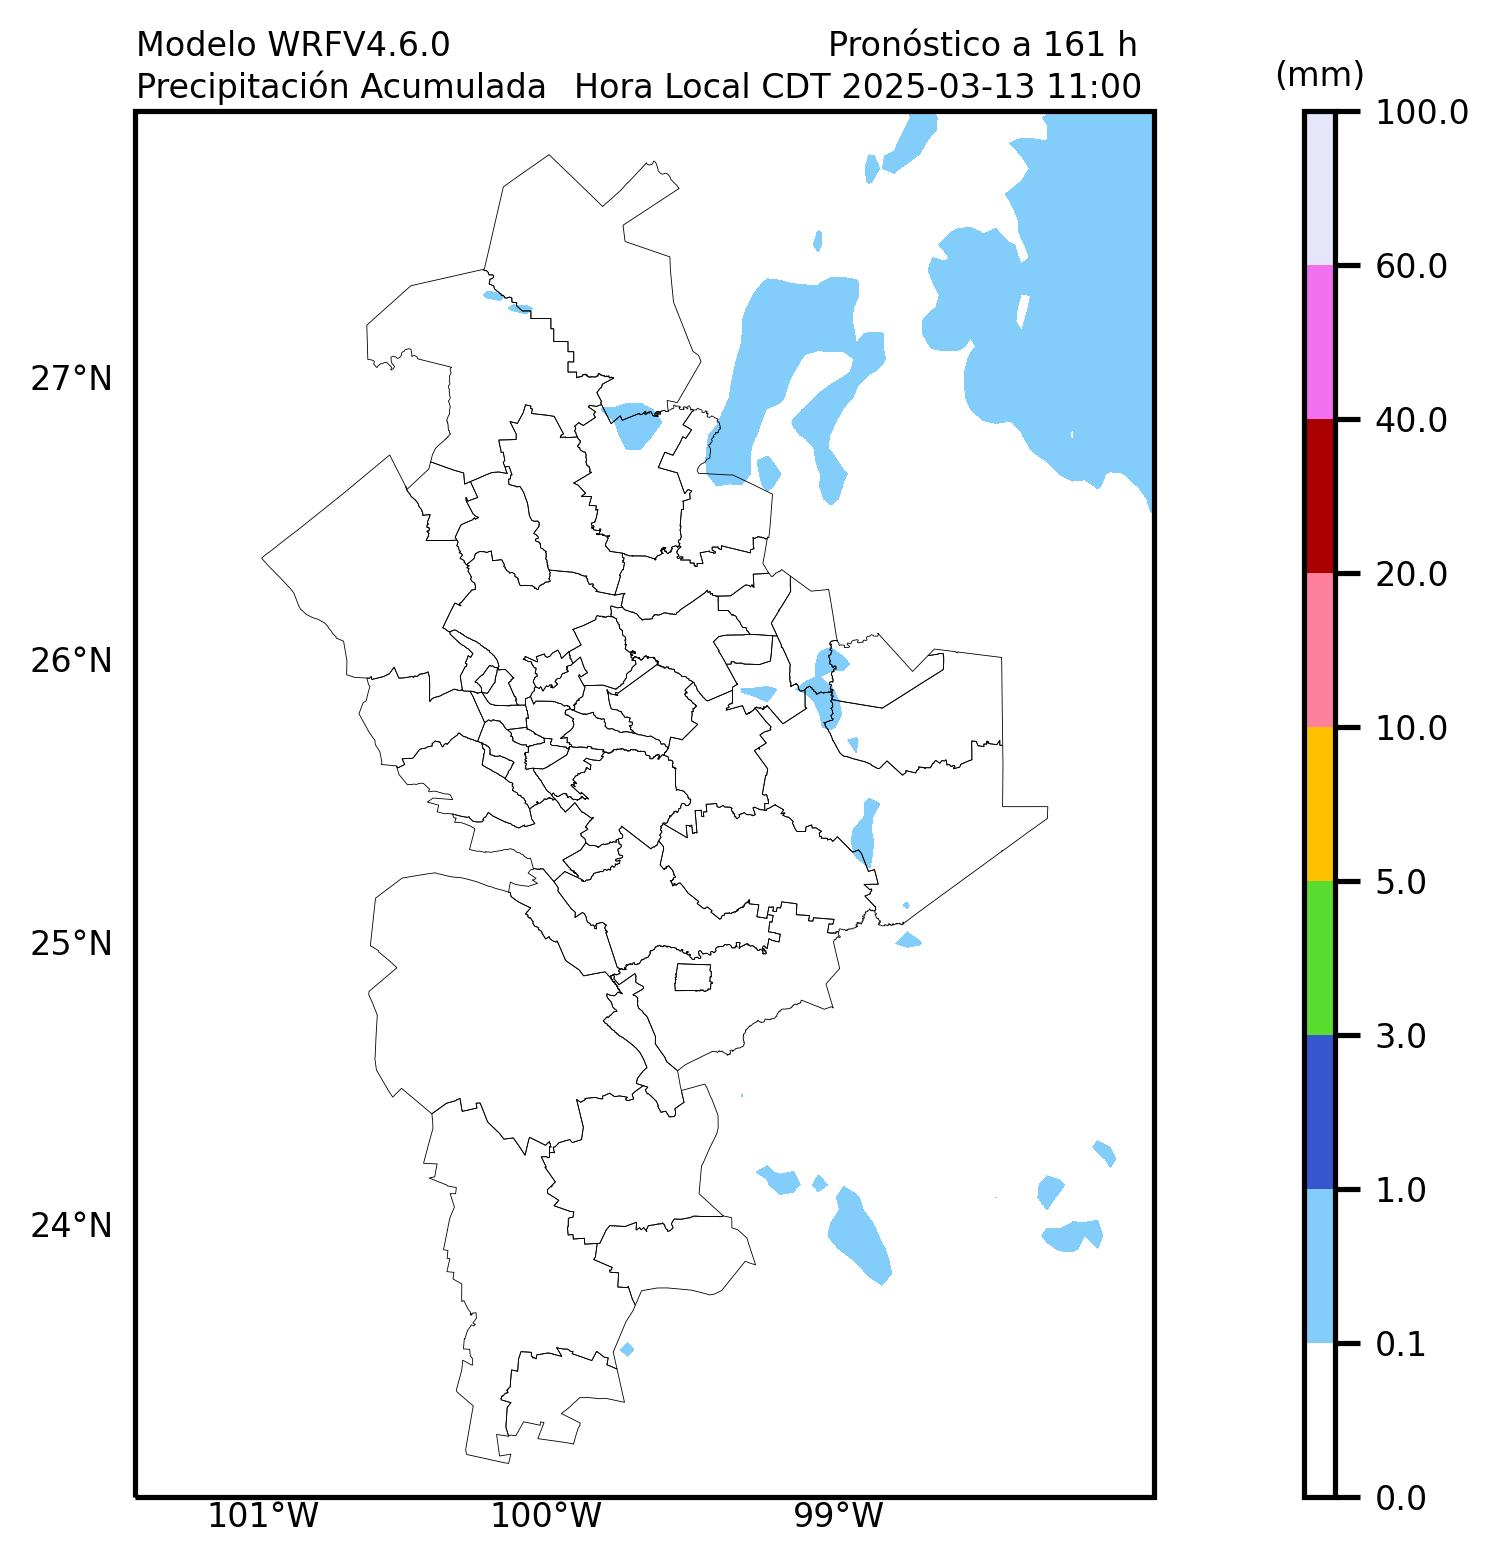 Modelo WRFV4.6.0
Pronóstico a 161 h
Precipitación Acumulada
Hora Local CDT 2025-03-13 11:00
(mm)
100.0
60.0
40.0
20.0
10.0
5.0
3.0
1.0
0.1
0.0
27°N
26°N
25°N
24°N
101°W
100°W
99°W